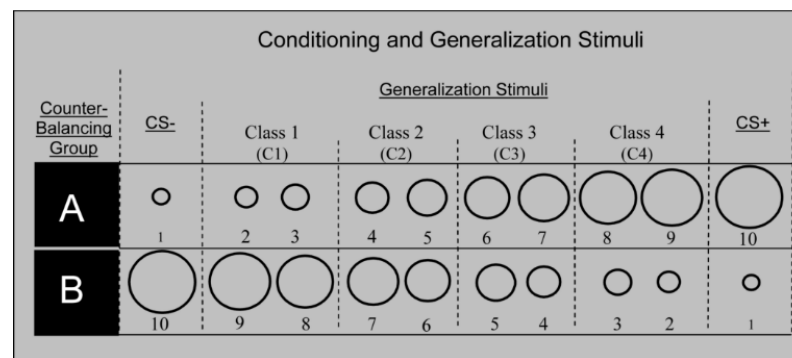 Conditioning and Generalization Stimuli
Generalization Stimuli
Counter-
Balancing
Group
CS-
Class 1
(C1)
Class 2
(C2)
Class 3
(C3)
Class 4
(C4)
CS+
A
1 2 3 4 5 6 7 8 9 10
B
10 9 8 7 6 5 4 3 2 1